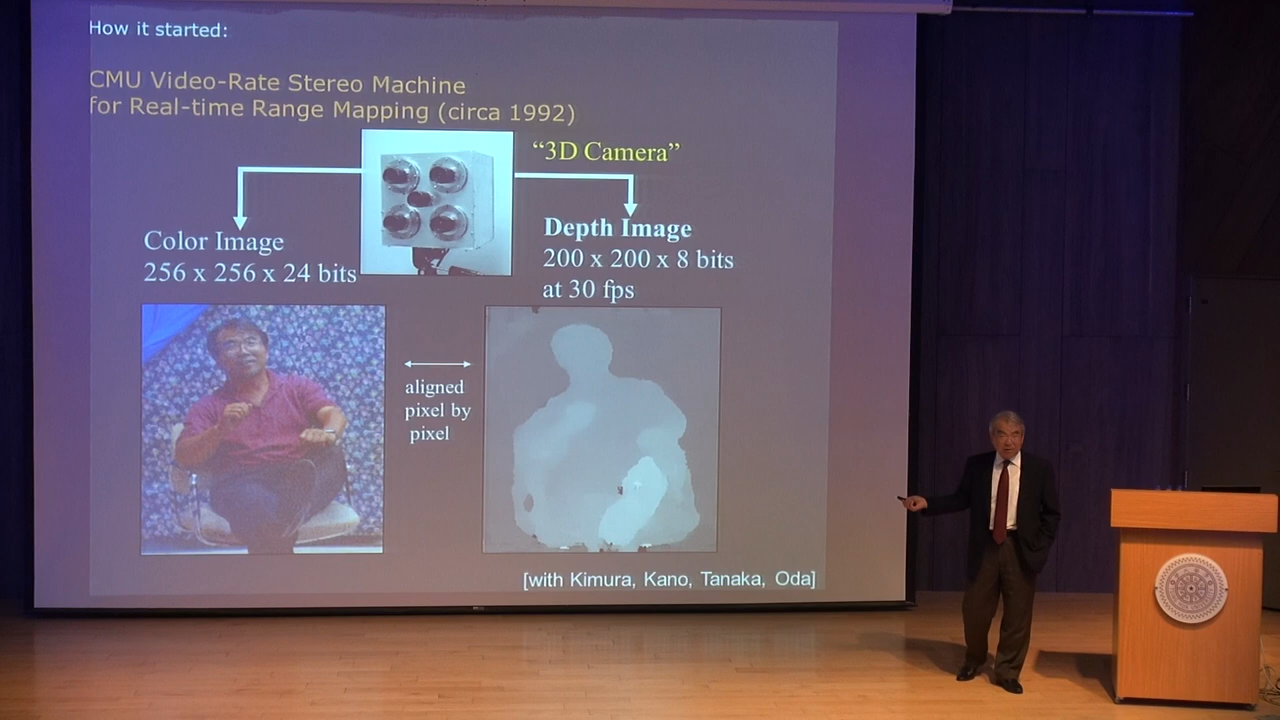 How it started:
CMU Video-Rate Stereo Machine
for Real-time Range Mapping (circa 1992)
“3D Camera”
Color Image
256 x 256 x 24 bits
Depth Image
200 x 200 x 8 bits
at 30 fps
aligned
pixel by
pixel
[with Kimura, Kano, Tanaka, Oda]